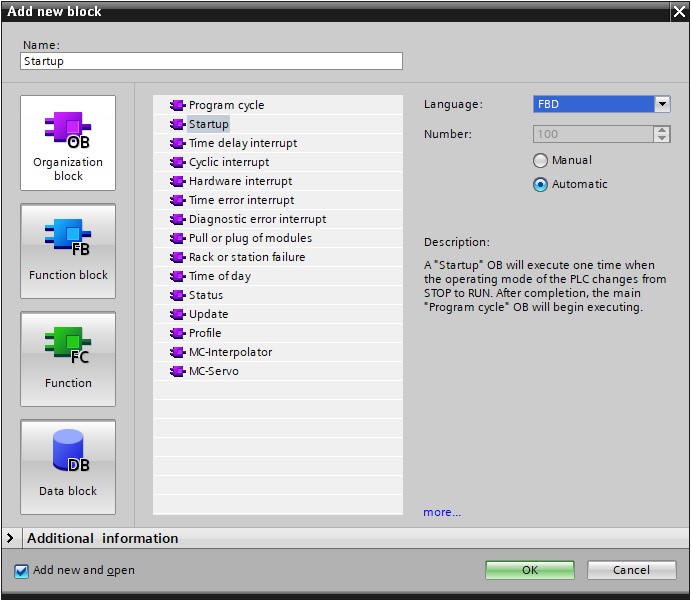 Add new block
Name:
Startup
OB
Organization
block
FB
Function block
FC
Function
DB
Data block
Program cycle
Startup
Time delay interrupt
Cyclic interrupt
Hardware interrupt
Time error interrupt
Diagnostic error interrupt
Pull or plug of modules
Rack or station failure
Time of day
Status
Update
Profile
MC-Interpolator
MC-Servo
Language: FBD
Number: 100
Manual
Automatic
Description:
A "Startup" OB will execute one time when
the operating mode of the PLC changes from
STOP to RUN. After completion, the main
"Program cycle" OB will begin executing.
more...
Additional information
Add new and open
OK
Cancel